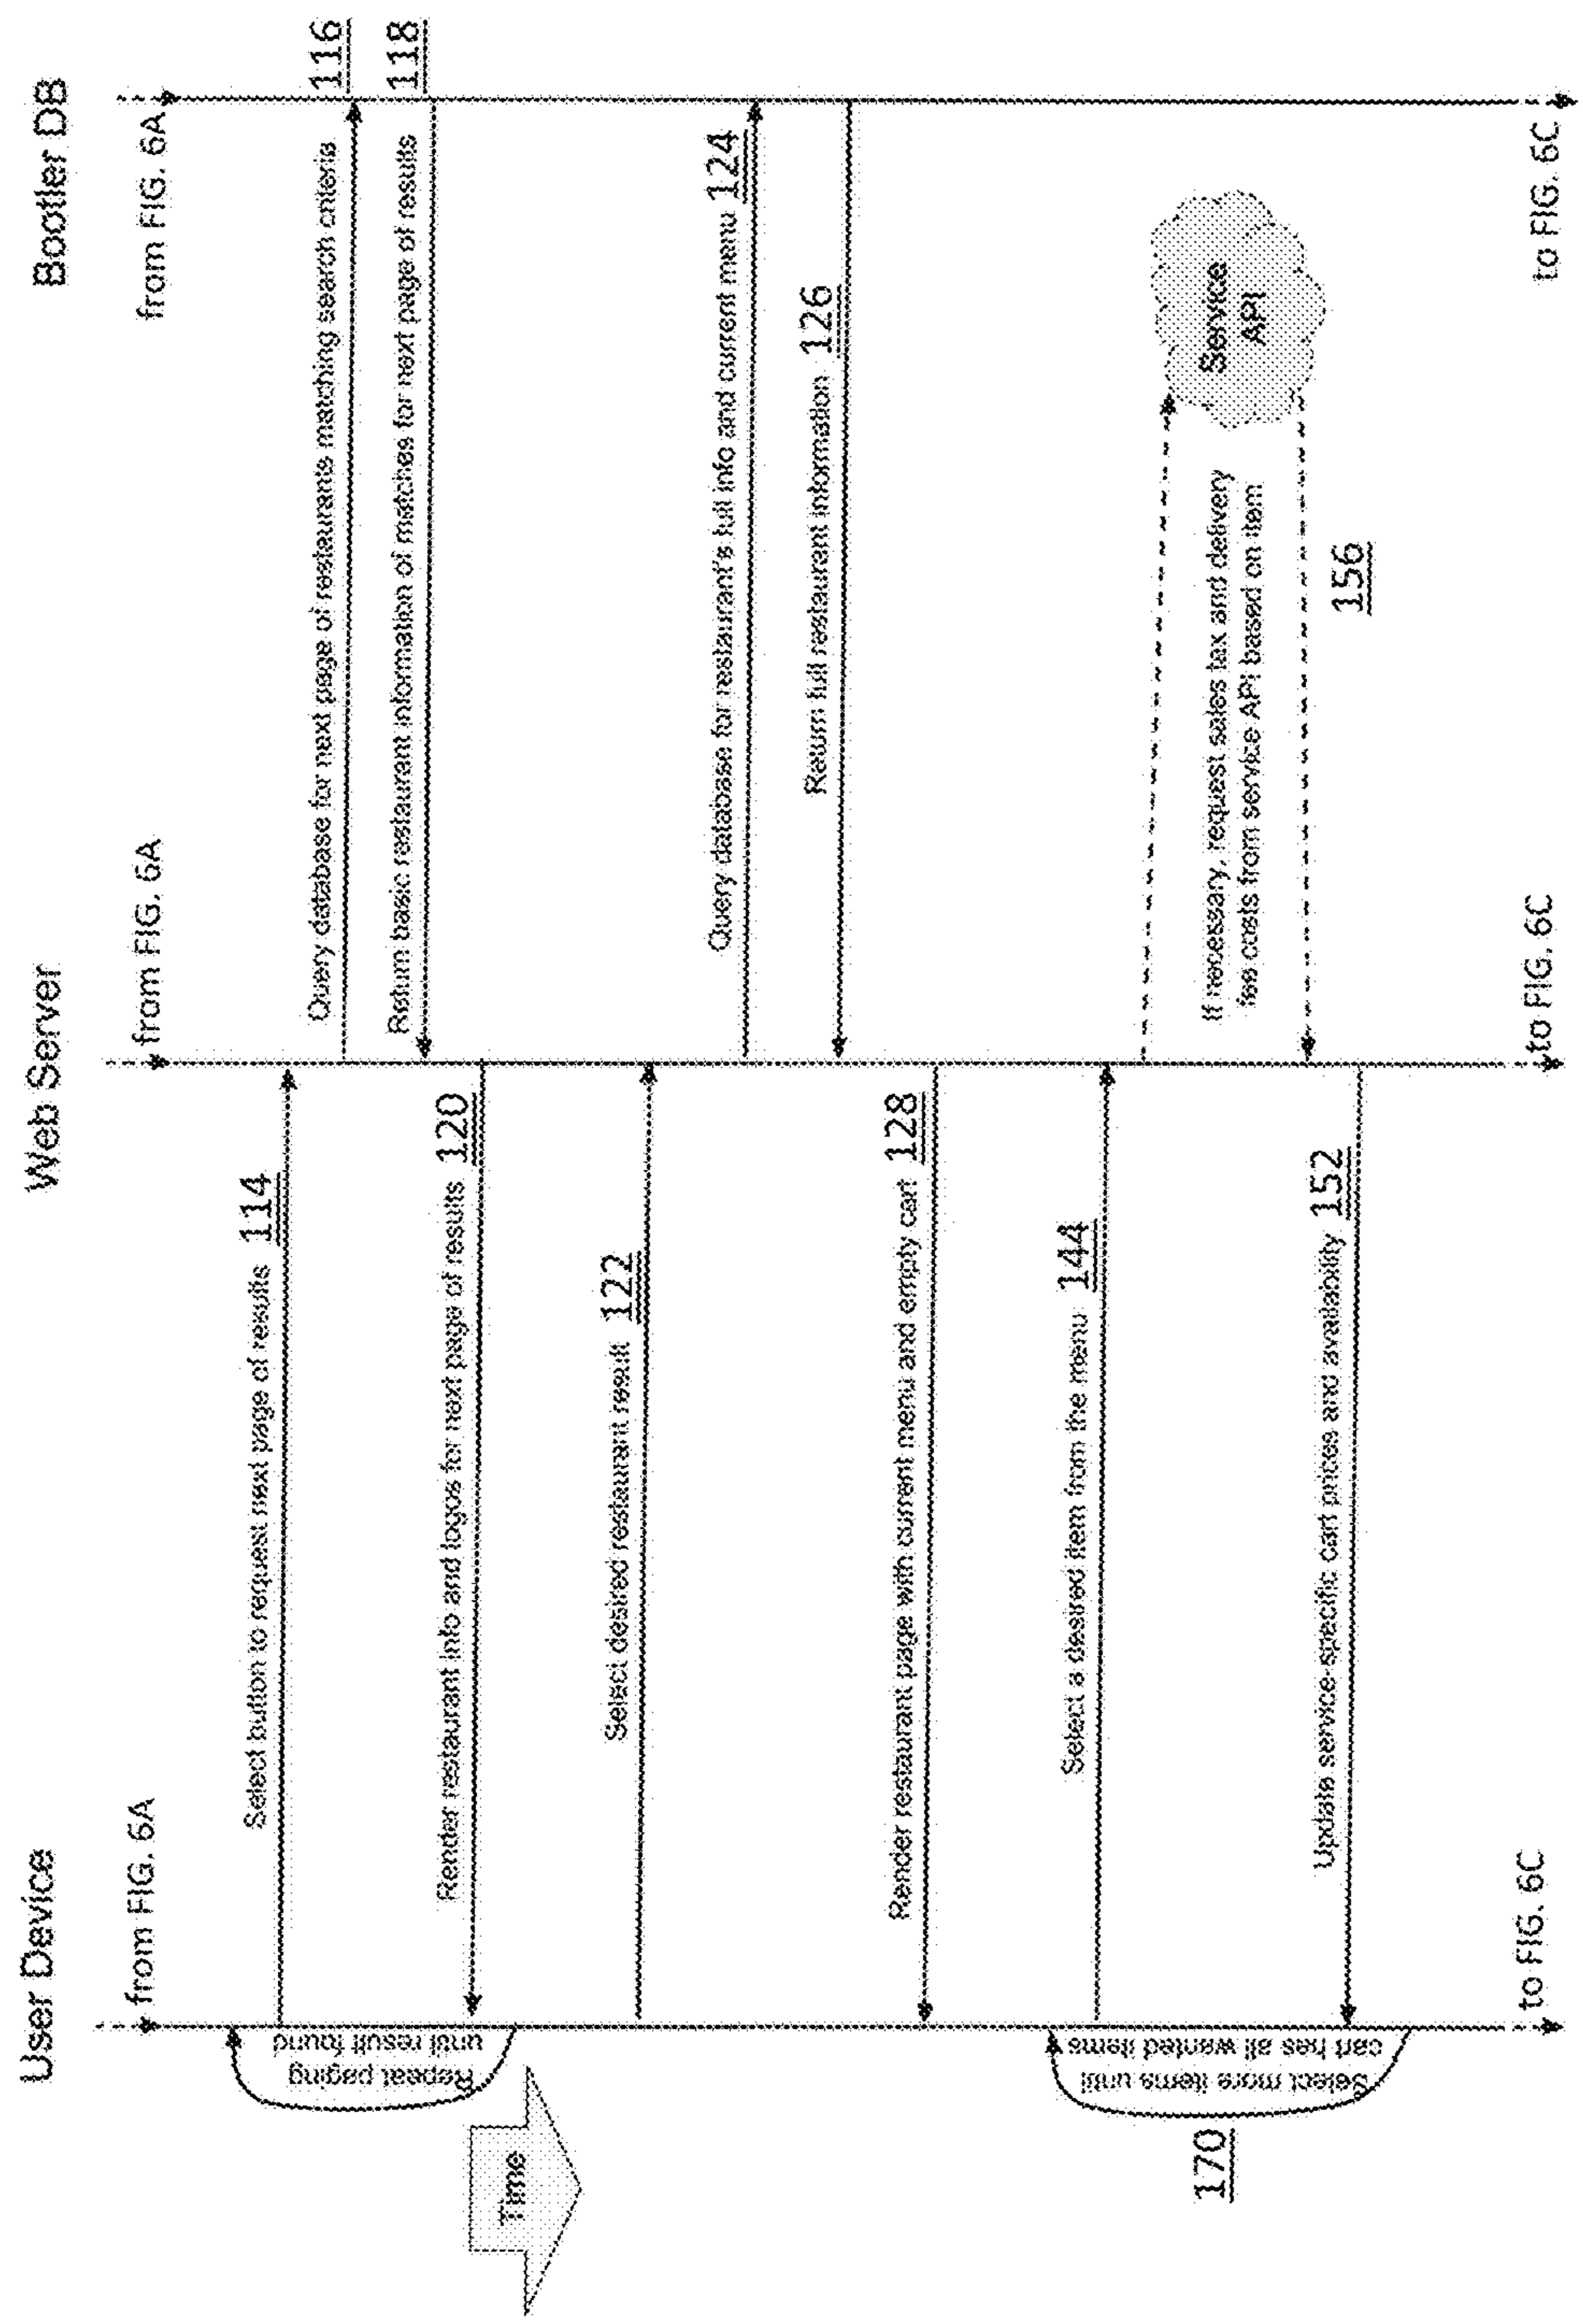 User Device
Web Server
Bootler DB
from FIG. 6A
from FIG. 6A
from FIG. 6A
Select button to request next page of results 114
Query database for next page of restaurants matching search criteria
116
Return basic restaurant information of matches for next page of results
118
Render restaurant info and logos for next page of results 120
Repeat paging
until result found
Time
Select desired restaurant result 122
Query database for restaurant's full info and current menu 124
Return full restaurant information 126
Render restaurant page with current menu and empty cart 128
Select a desired item from the menu 144
If necessary, request sales tax and delivery
fee costs from service API based on item
Service
API
156
Update service-specific cart prices and availability 152
Select more items until
cart has all wanted items
170
to FIG. 6C
to FIG. 6C
to FIG. 6C